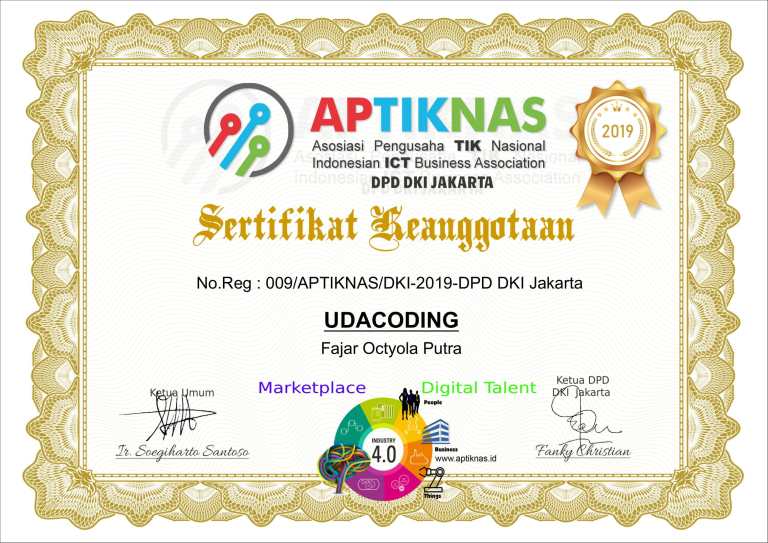 APTIKNAS
Asosiasi Pengusaha TIK Nasional
Indonesian ICT Business Association
DPD DKI JAKARTA
2019
Sertifikat Keanggotaan
No.Reg : 009/APTIKNAS/DKI-2019-DPD DKI Jakarta
UDACODING
Fajar Octyola Putra
Ketua Umum
Ir. Soegiharto Santoso
Marketplace
Digital Talent
People
INDUSTRY
4.0
Business
www.aptiknas.id
Things
Ketua DPD
DKI Jakarta
Fanky Christian